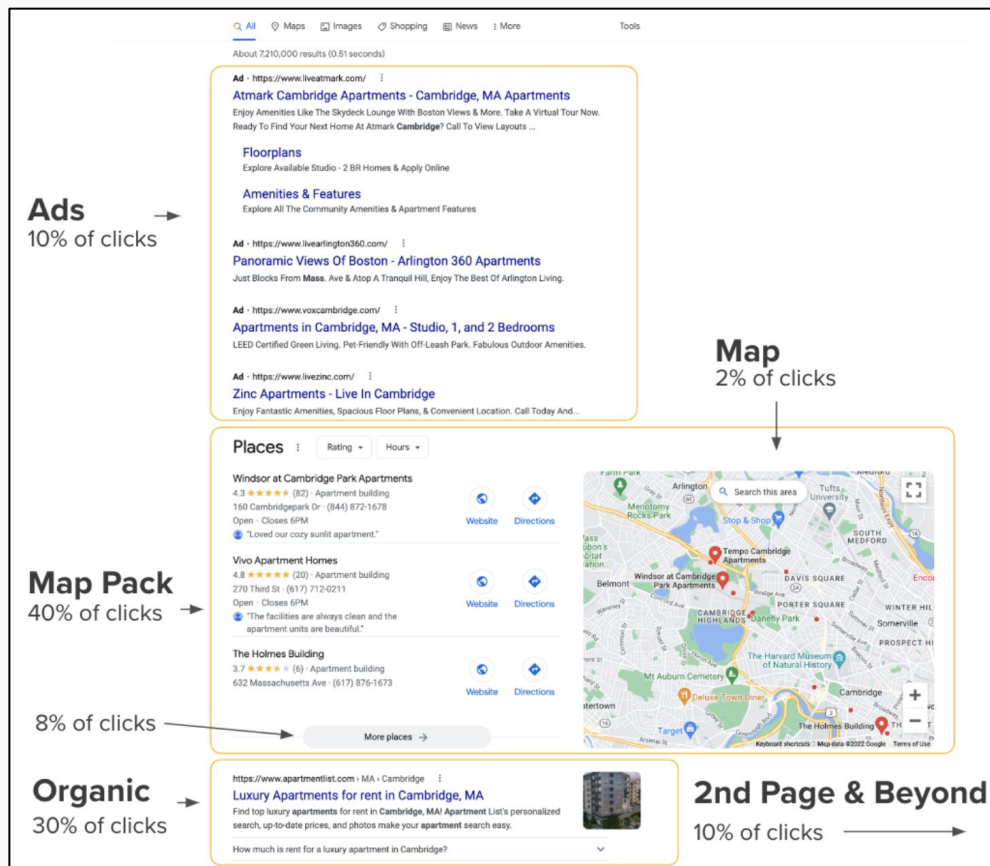 All Maps Images Shopping News More Tools
About 7,210,000 results (0.51 seconds)
Ad · https://www.liveatmark.com/
Atmark Cambridge Apartments - Cambridge, MA Apartments
Enjoy Amenities Like The Skydeck Lounge With Boston Views & More. Take A Virtual Tour Now.
Ready To Find Your Next Home At Atmark Cambridge? Call To View Layouts ...
Floorplans
Explore Available Studio - 2 BR Homes & Apply Online
Amenities & Features
Explore All The Community Amenities & Apartment Features
Ads
10% of clicks
Ad · https://www.livearlington360.com/
Panoramic Views Of Boston - Arlington 360 Apartments
Just Blocks From Mass. Ave & Atop A Tranquil Hill, Enjoy The Best Of Arlington Living.
Ad · https://www.voxcambridge.com/
Apartments in Cambridge, MA - Studio, 1, and 2 Bedrooms
LEED Certified Green Living. Pet-Friendly With Off-Leash Park. Fabulous Outdoor Amenities.
Ad · https://www.livezinc.com/
Zinc Apartments - Live In Cambridge
Enjoy Fantastic Amenities, Spacious Floor Plans, & Convenient Location. Call Today And...
Map
2% of clicks
Places Rating Hours
Windsor at Cambridge Park Apartments
4.3 (82) · Apartment building
160 Cambridgepark Dr · (844) 872-1678
Open · Closes 6PM
"Loved our cozy sunlit apartment."
Website Directions
Vivo Apartment Homes
4.8 (20) · Apartment building
270 Third St · (617) 712-0211
Open · Closes 6PM
"The facilities are always clean and the
apartment units are beautiful."
Website Directions
The Holmes Building
3.7 (6) · Apartment building
632 Massachusetts Ave · (617) 876-1673
Website Directions
More places
Map Pack
40% of clicks
8% of clicks
Search this area
Arlington
Menotomy
Rocks Park
Tufts
University
Stop & Shop
SOUTH
MEDFORD
Tempo Cambridge
Apartments
Windsor at Cambridge
Park Apartments
Belmont
DAVIS SQUARE
PORTER SQUARE
WINTER HIL
Somerville
PROSPECT HI
CAMBRIDGE
HIGHLANDS
Danehy Park
The Harvard Museum
of Natural History
Mt Auburn Cemetery
Deluxe Town Diner
Cambridge
tertown
Target
The Holmes Building
Keyboard shortcuts Map data ©2022 Google Terms of Use
Organic
30% of clicks
https://www.apartmentlist.com › MA › Cambridge
Luxury Apartments for rent in Cambridge, MA
Find top luxury apartments for rent in Cambridge, MA! Apartment List's personalized
search, up-to-date prices, and photos make your apartment search easy.
How much is rent for a luxury apartment in Cambridge?
2nd Page & Beyond
10% of clicks